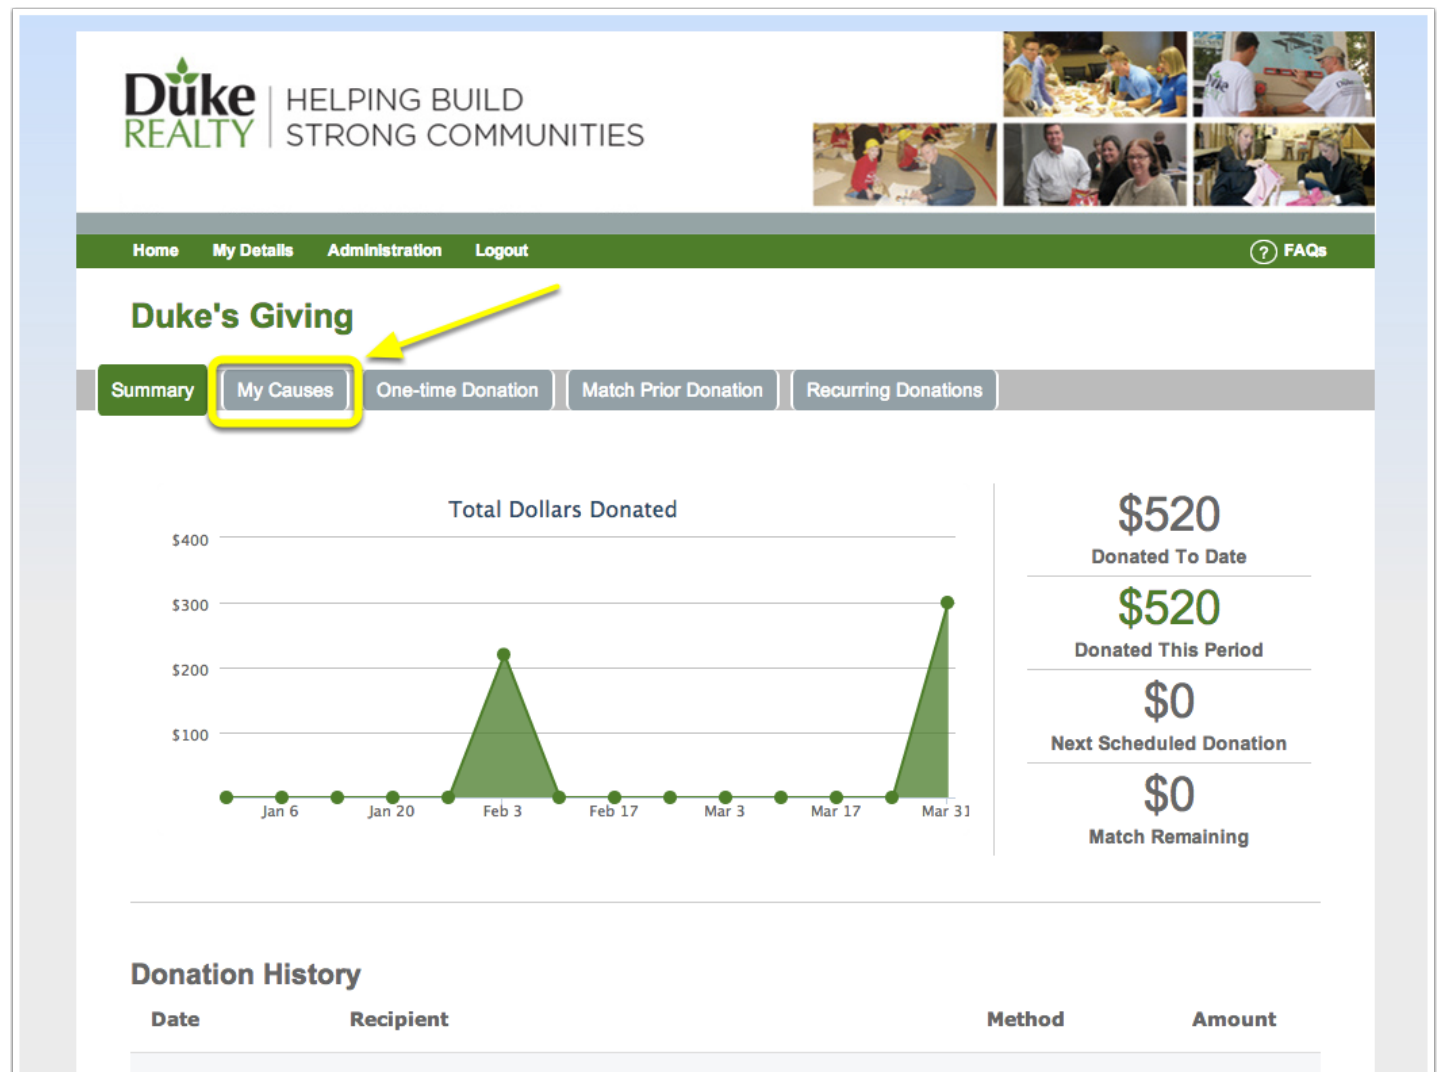 Duke
REALTY
HELPING BUILD
STRONG COMMUNITIES
Home My Details Administration Logout ? FAQs
Duke's Giving
Summary My Causes One-time Donation Match Prior Donation Recurring Donations
Total Dollars Donated
$400
$300
$200
$100
Jan 6 Jan 20 Feb 3 Feb 17 Mar 3 Mar 17 Mar 31
$520
Donated To Date
$520
Donated This Period
$0
Next Scheduled Donation
$0
Match Remaining
Donation History
Date Recipient Method Amount